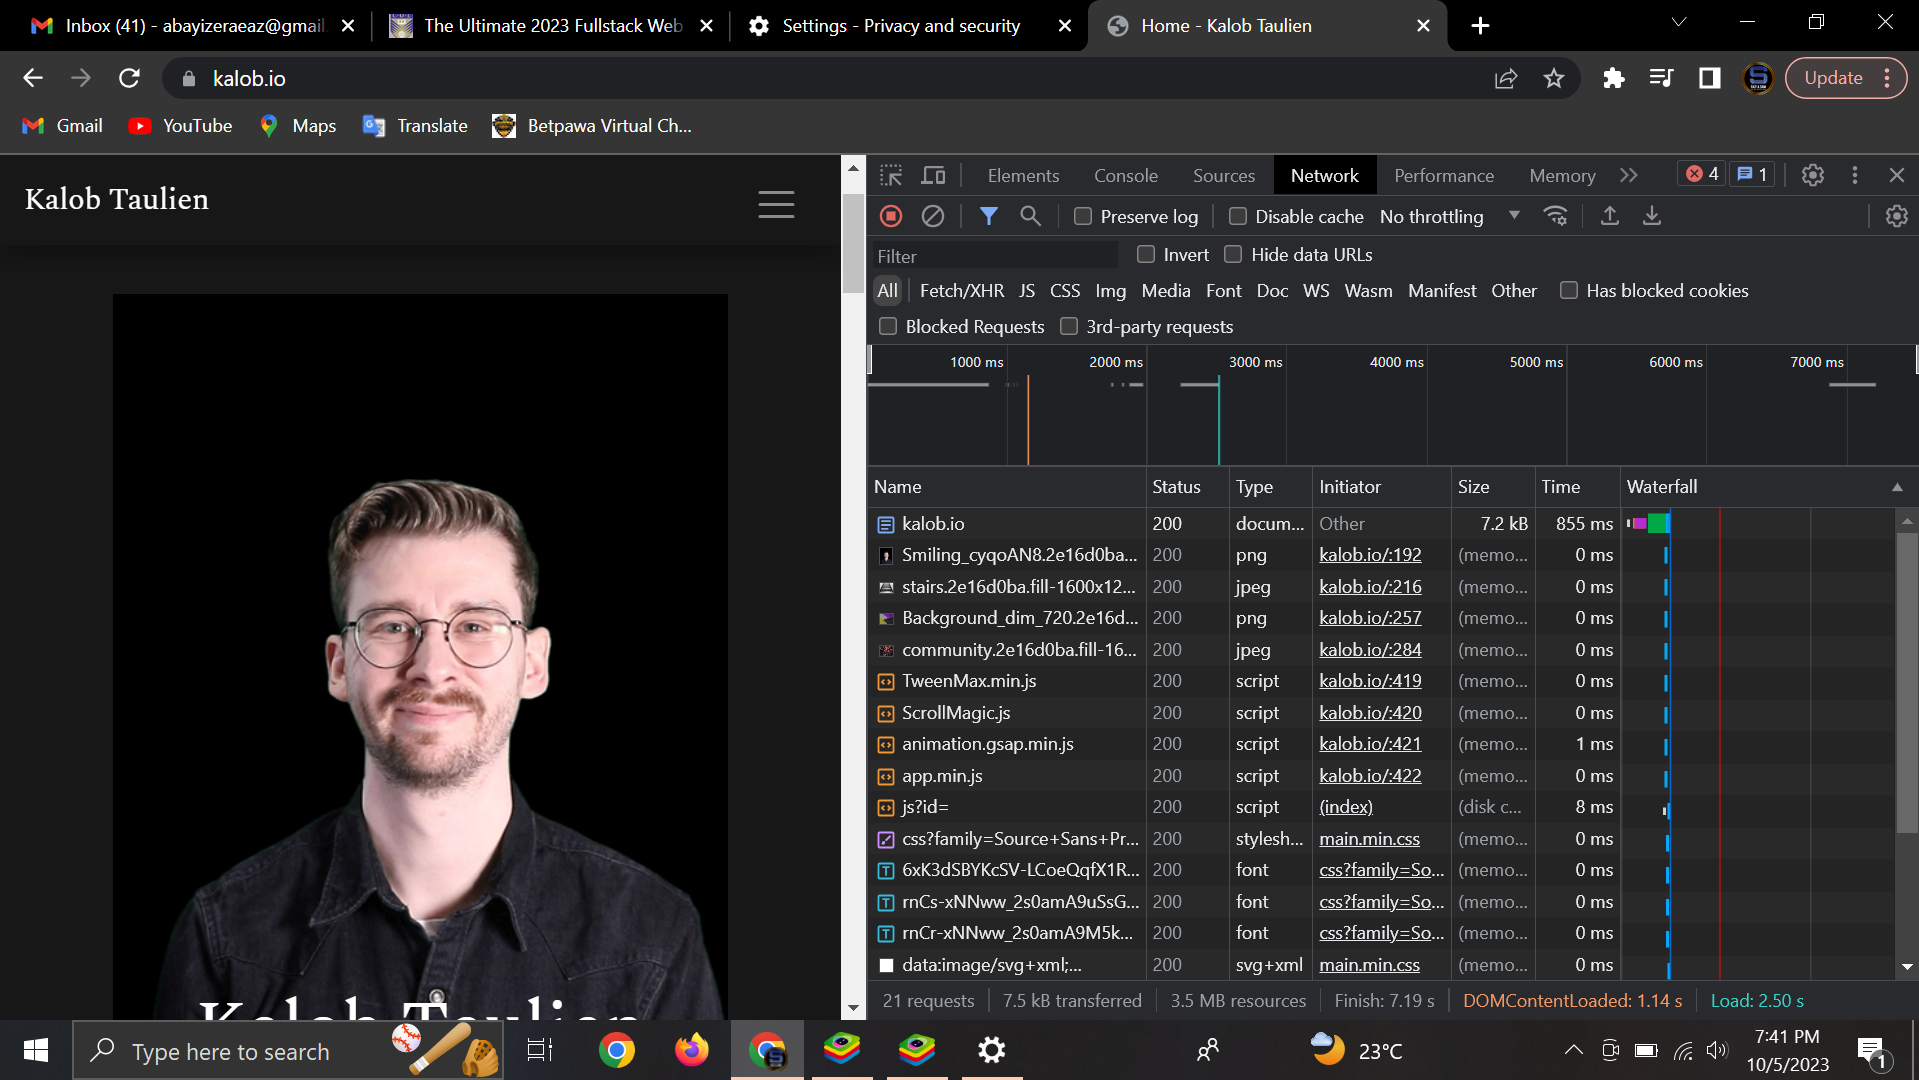 Inbox (41) - abayizeraeaz@gmail.
The Ultimate 2023 Fullstack Web
Settings - Privacy and security
Home - Kalob Taulien
kalob.io
Update
Gmail
YouTube
Maps
Translate
Betpawa Virtual Ch...
Kalob Taulien
Elements Console Sources Network Performance Memory 4 1
Preserve log Disable cache No throttling
Filter Invert Hide data URLs
All Fetch/XHR JS CSS Img Media Font Doc WS Wasm Manifest Other Has blocked cookies
Blocked Requests 3rd-party requests
1000 ms 2000 ms 3000 ms 4000 ms 5000 ms 6000 ms 7000 ms
Name Status Type Initiator Size Time Waterfall
kalob.io 200 docum... Other 7.2 kB 855 ms
Smiling_cyqoAN8.2e16d0ba... 200 png kalob.io/:192 (memo... 0 ms
stairs.2e16d0ba.fill-1600x12... 200 jpeg kalob.io/:216 (memo... 0 ms
Background_dim_720.2e16d... 200 png kalob.io/:257 (memo... 0 ms
community.2e16d0ba.fill-16... 200 jpeg kalob.io/:284 (memo... 0 ms
TweenMax.min.js 200 script kalob.io/:419 (memo... 0 ms
ScrollMagic.js 200 script kalob.io/:420 (memo... 0 ms
animation.gsap.min.js 200 script kalob.io/:421 (memo... 1 ms
app.min.js 200 script kalob.io/:422 (memo... 0 ms
js?id= 200 script (index) (disk c... 8 ms
css?family=Source+Sans+Pr... 200 stylesh... main.min.css (memo... 0 ms
6xK3dSBYKcSV-LCoeQqfX1R... 200 font css?family=So... (memo... 0 ms
rnCs-xNNww_2s0amA9uSsG... 200 font css?family=So... (memo... 0 ms
rnCr-xNNww_2s0amA9M5k... 200 font css?family=So... (memo... 0 ms
data:image/svg+xml;... 200 svg+xml main.min.css (memo... 0 ms
21 requests 7.5 kB transferred 3.5 MB resources Finish: 7.19 s DOMContentLoaded: 1.14 s Load: 2.50 s
Kalob Taulien
Type here to search
23°C
7:41 PM
10/5/2023
1